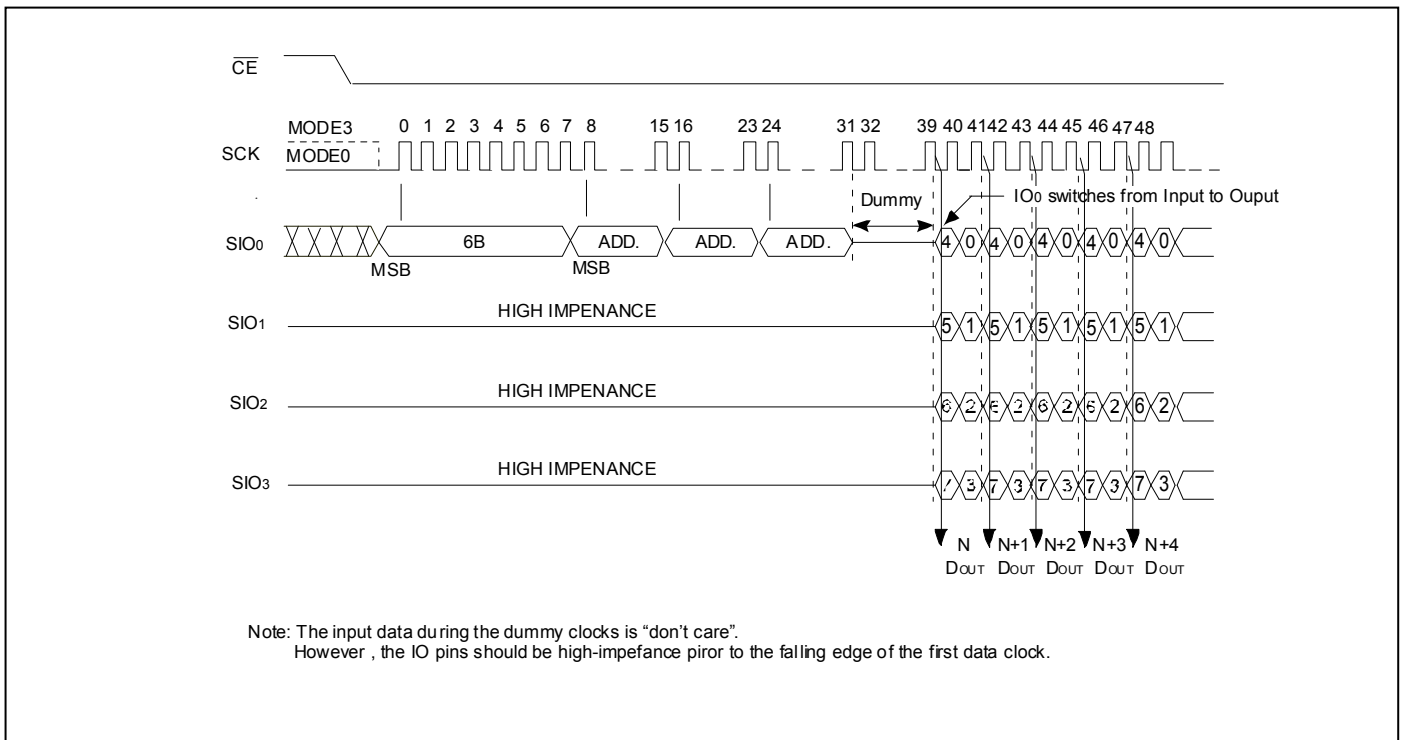 CE
MODE3 0 1 2 3 4 5 6 7 8 15 16 23 24 31 32 39 40 41 42 43 44 45 46 47 48
SCK MODE0
Dummy IO0 switches from Input to Ouput
SIO0 6B ADD. ADD. ADD. 4 0 4 0 4 0 4 0 4 0
MSB MSB
HIGH IMPENANCE
SIO1 5 1 5 1 5 1 5 1 5 1
HIGH IMPENANCE
SIO2 6 2 6 2 6 2 6 2 6 2
HIGH IMPENANCE
SIO3 7 3 7 3 7 3 7 3 7 3
N N+1 N+2 N+3 N+4
DOUT DOUT DOUT DOUT DOUT
Note: The input data during the dummy clocks is “don’t care”.
However , the IO pins should be high-impefance piror to the falling edge of the first data clock.